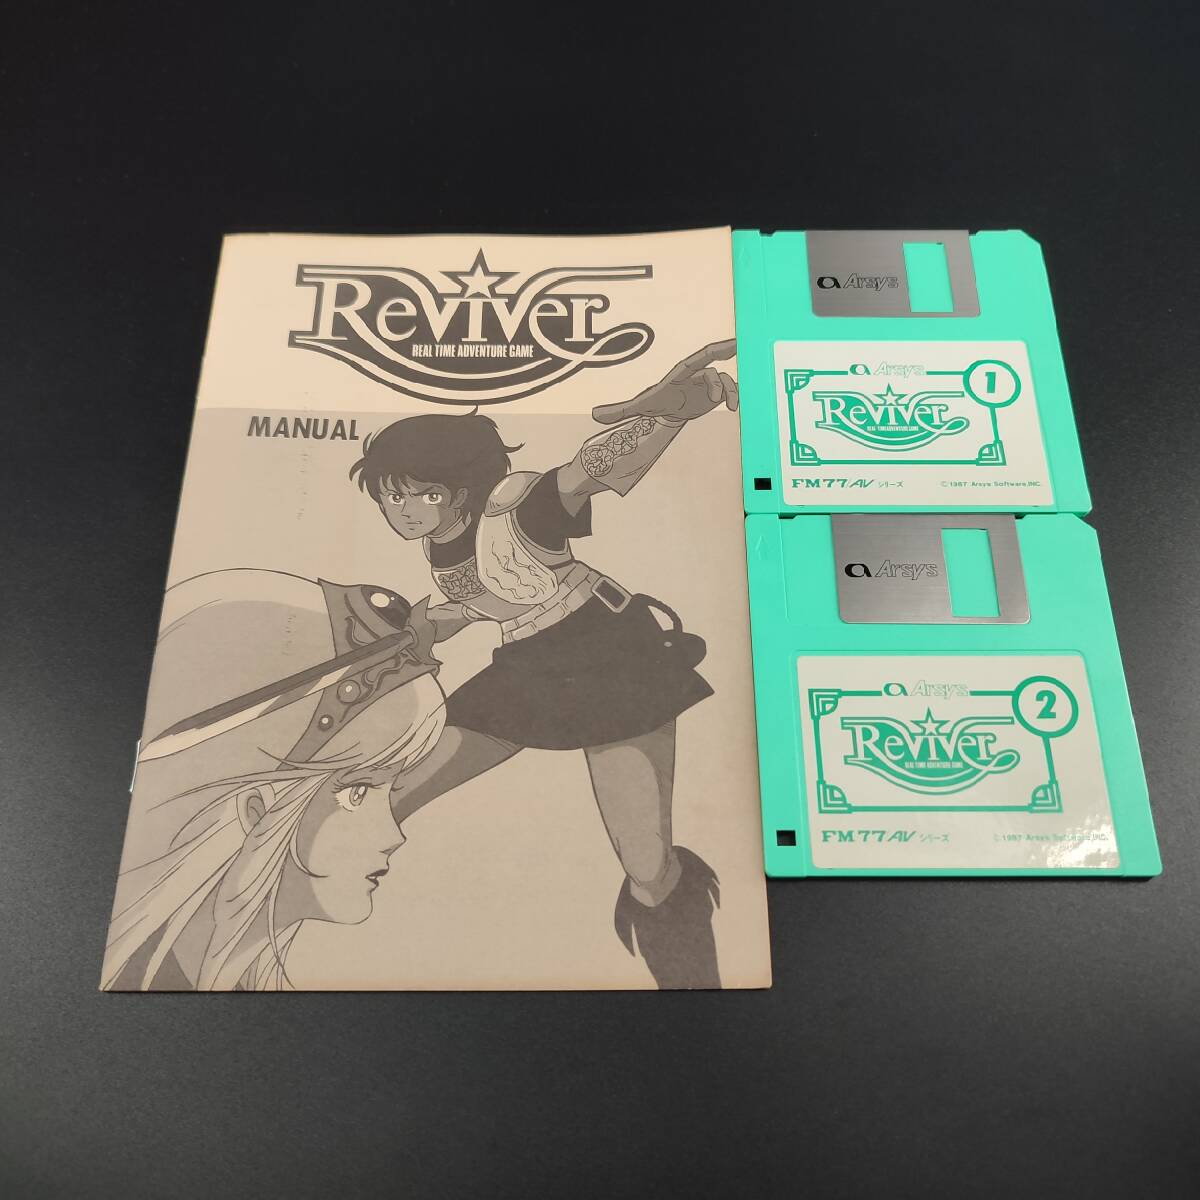 Reviver
REAL TIME ADVENTURE GAME
MANUAL
Arsys
Arsys
1
Reviver
REAL TIME ADVENTURE GAME
FM77AV シリーズ
©1987 Arsys Software,INC.
Arsys
Arsys
2
Reviver
REAL TIME ADVENTURE GAME
FM77AV シリーズ
©1987 Arsys Software,INC.